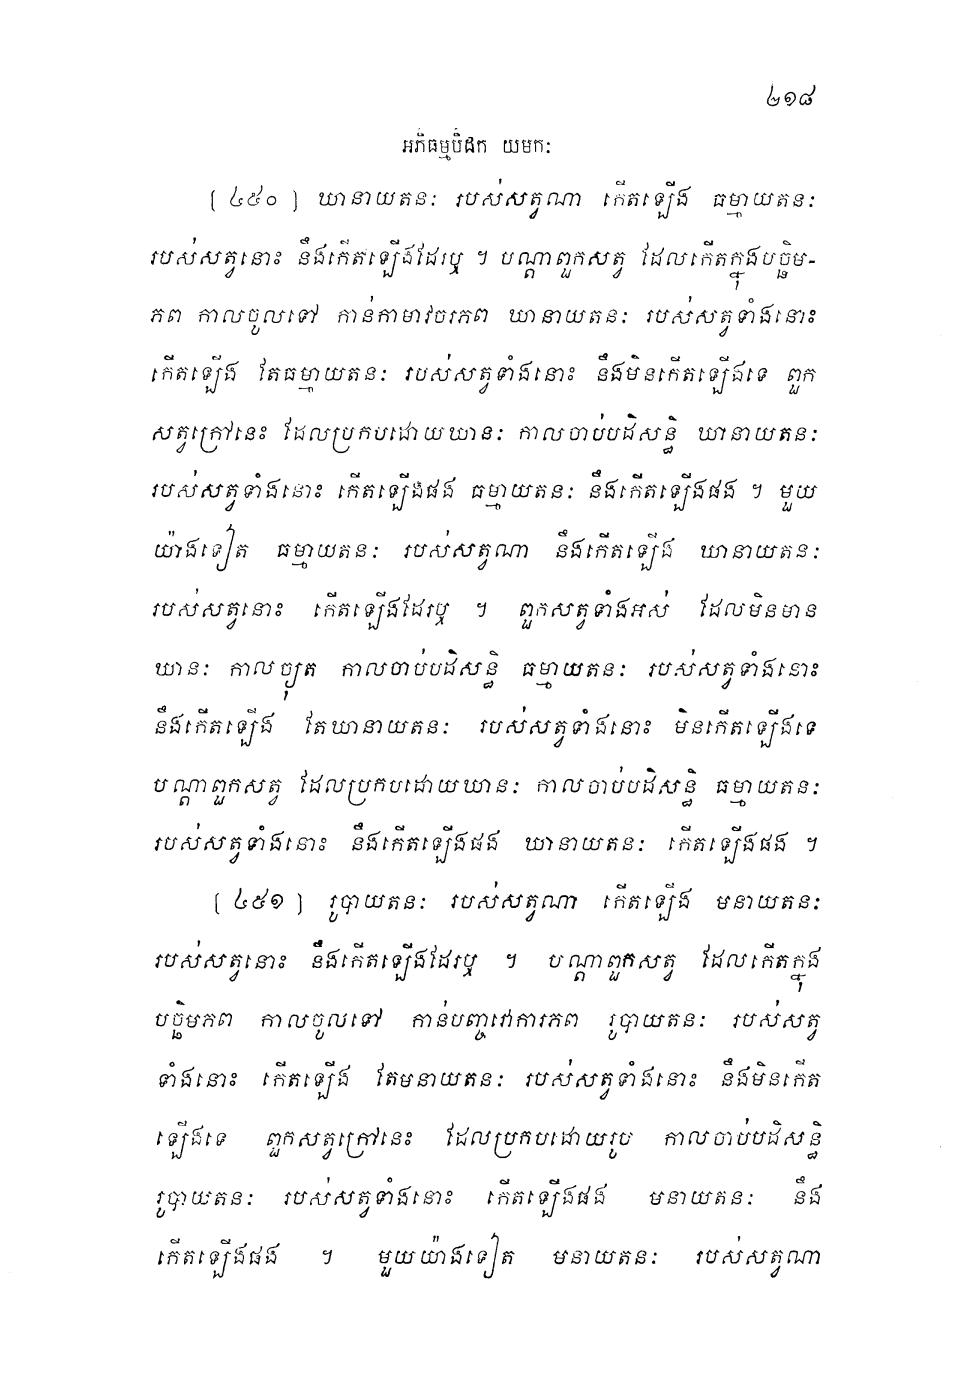 ២១៨
អភិធម្មបិដក យមកៈ
[ ៤៥០ ] ឃានាយតនៈ របស់សត្វណា កើតឡើង ធម្មាយតនៈ
របស់សត្វនោះ នឹងកើតឡើងដែរឬ ។ បណ្តាពួកសត្វ ដែលកើតក្នុងបច្ឆិម-
ភព កាលចូលទៅ កាន់កាមាវចរភព ឃានាយតនៈ របស់សត្វទាំងនោះ
កើតឡើង តែធម្មាយតនៈ របស់សត្វទាំងនោះ នឹងមិនកើតឡើងទេ ពួក
សត្វក្រៅនេះ ដែលប្រកបដោយឃានៈ កាលចាប់បដិសន្ធិ ឃានាយតនៈ
របស់សត្វទាំងនោះ កើតឡើងផង ធម្មាយតនៈ នឹងកើតឡើងផង ។ មួយ
យ៉ាងទៀត ធម្មាយតនៈ របស់សត្វណា នឹងកើតឡើង ឃានាយតនៈ
របស់សត្វនោះ កើតឡើងដែរឬ ។ ពួកសត្វទាំងអស់ ដែលមិនមាន
ឃានៈ កាលច្យុត កាលចាប់បដិសន្ធិ ធម្មាយតនៈ របស់សត្វទាំងនោះ
នឹងកើតឡើង តែឃានាយតនៈ របស់សត្វទាំងនោះ មិនកើតឡើងទេ
បណ្តាពួកសត្វ ដែលប្រកបដោយឃានៈ កាលចាប់បដិសន្ធិ ធម្មាយតនៈ
របស់សត្វទាំងនោះ នឹងកើតឡើងផង ឃានាយតនៈ កើតឡើងផង ។
[ ៤៥១ ] រូបាយតនៈ របស់សត្វណា កើតឡើង មនាយតនៈ
របស់សត្វនោះ នឹងកើតឡើងដែរឬ ។ បណ្តាពួកសត្វ ដែលកើតក្នុង
បច្ឆិមភព កាលចូលទៅ កាន់បញ្ចវោការភព រូបាយតនៈ របស់សត្វ
ទាំងនោះ កើតឡើង តែមនាយតនៈ របស់សត្វទាំងនោះ នឹងមិនកើត
ឡើងទេ ពួកសត្វក្រៅនេះ ដែលប្រកបដោយរូប កាលចាប់បដិសន្ធិ
រូបាយតនៈ របស់សត្វទាំងនោះ កើតឡើងផង មនាយតនៈ នឹង
កើតឡើងផង ។ មួយយ៉ាងទៀត មនាយតនៈ របស់សត្វណា